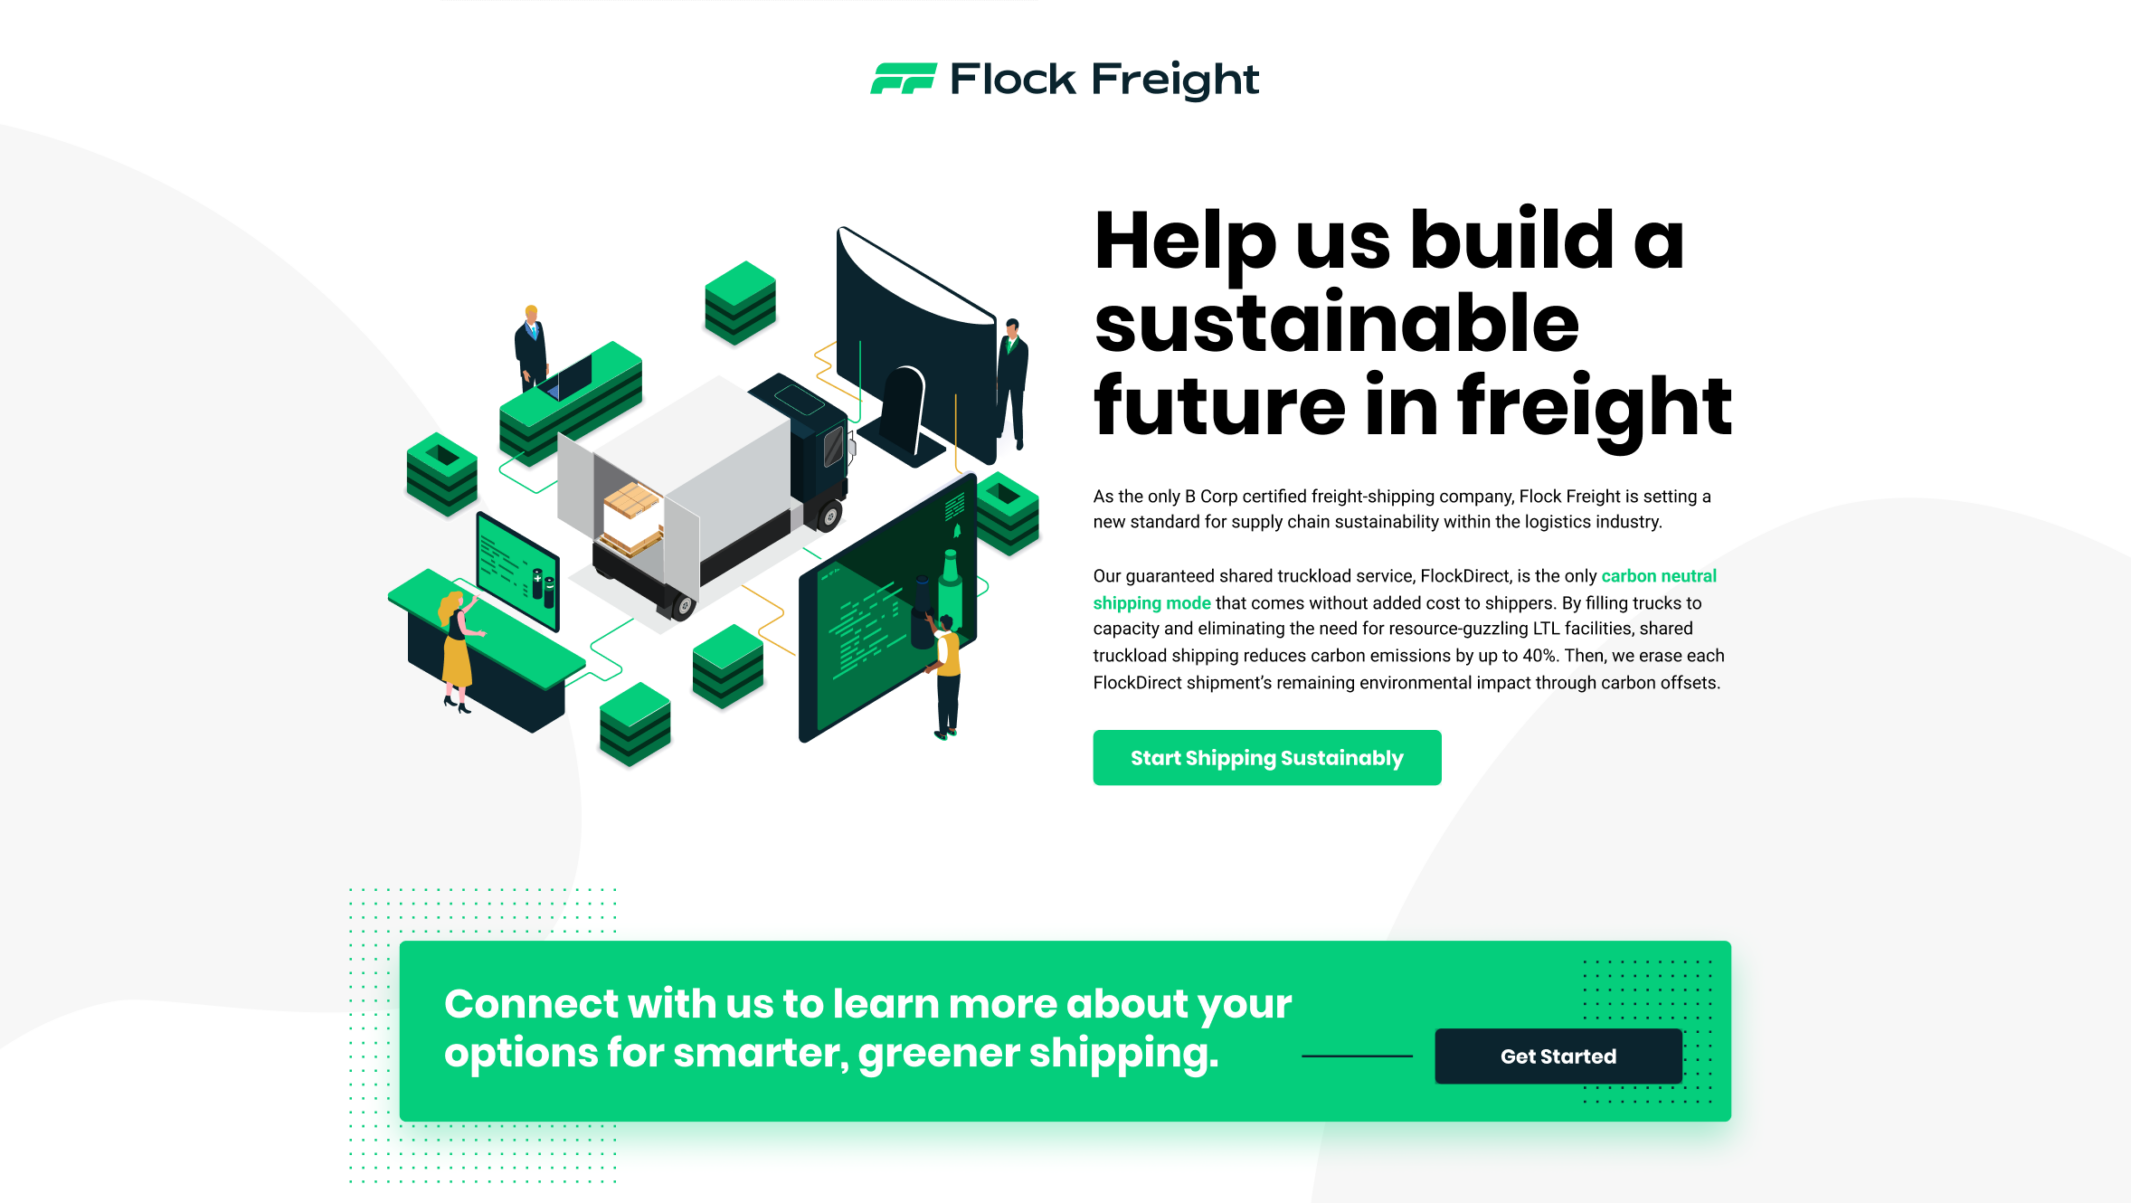 Flock Freight
Help us build a
sustainable
future in freight
As the only B Corp certified freight-shipping company, Flock Freight is setting a
new standard for supply chain sustainability within the logistics industry.
Our guaranteed shared truckload service, FlockDirect, is the only carbon neutral
shipping mode that comes without added cost to shippers. By filling trucks to
capacity and eliminating the need for resource-guzzling LTL facilities, shared
truckload shipping reduces carbon emissions by up to 40%. Then, we erase each
FlockDirect shipment’s remaining environmental impact through carbon offsets.
Start Shipping Sustainably
Connect with us to learn more about your
options for smarter, greener shipping.
Get Started